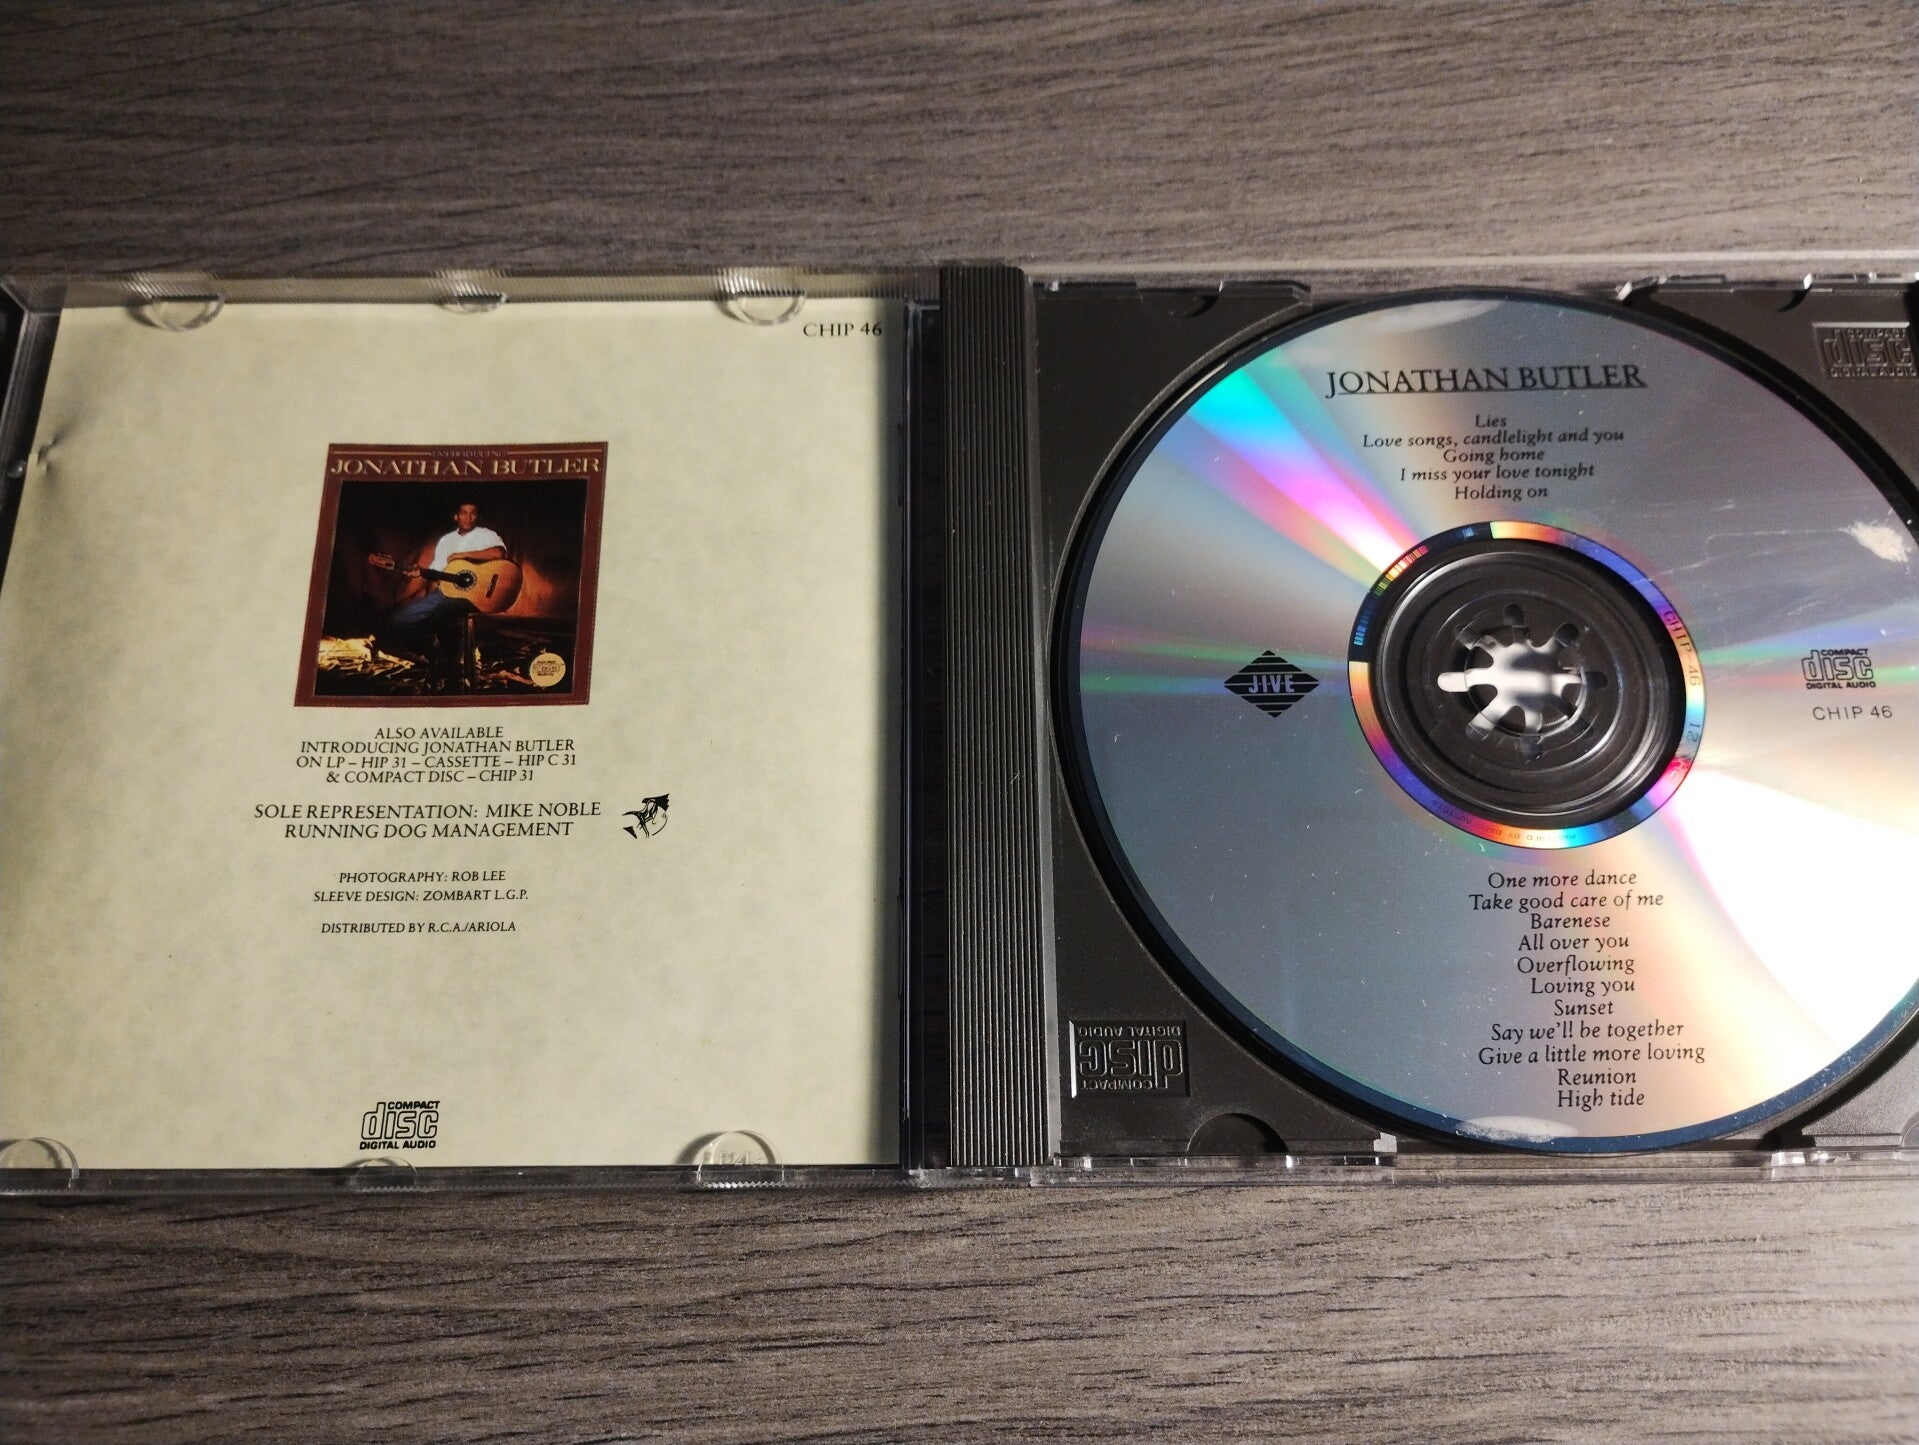 CHIP 46
INTRODUCING
JONATHAN BUTLER
ALSO AVAILABLE
INTRODUCING JONATHAN BUTLER
ON LP – HIP 31 – CASSETTE – HIP C 31
& COMPACT DISC – CHIP 31
SOLE REPRESENTATION: MIKE NOBLE
RUNNING DOG MANAGEMENT
PHOTOGRAPHY: ROB LEE
SLEEVE DESIGN: ZOMBART L.G.P.
DISTRIBUTED BY R.C.A./ARIOLA
COMPACT
disc
DIGITAL AUDIO
JONATHAN BUTLER
Lies
Love songs, candlelight and you
Going home
I miss your love tonight
Holding on
JIVE
COMPACT
disc
DIGITAL AUDIO
CHIP 46
CHIP 46 12
One more dance
Take good care of me
Barenese
All over you
Overflowing
Loving you
Sunset
Say we'll be together
Give a little more loving
Reunion
High tide
COMPACT
disc
DIGITAL AUDIO
COMPACT
disc
DIGITAL AUDIO